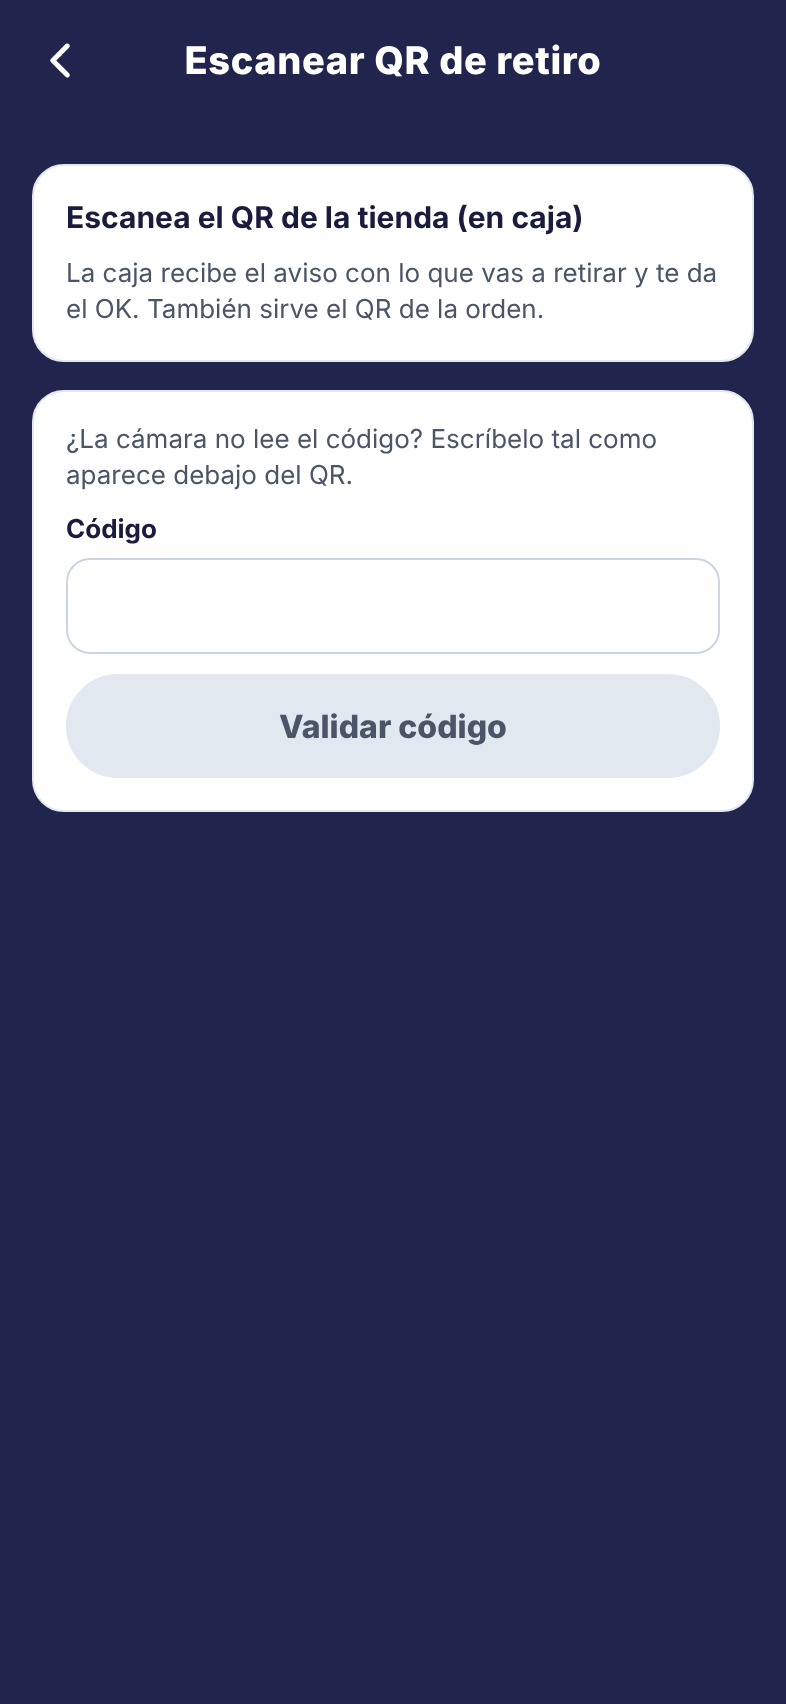 Escanear QR de retiro
Escanea el QR de la tienda (en caja)
La caja recibe el aviso con lo que vas a retirar y te da
el OK. También sirve el QR de la orden.
¿La cámara no lee el código? Escríbelo tal como
aparece debajo del QR.
Código
Validar código